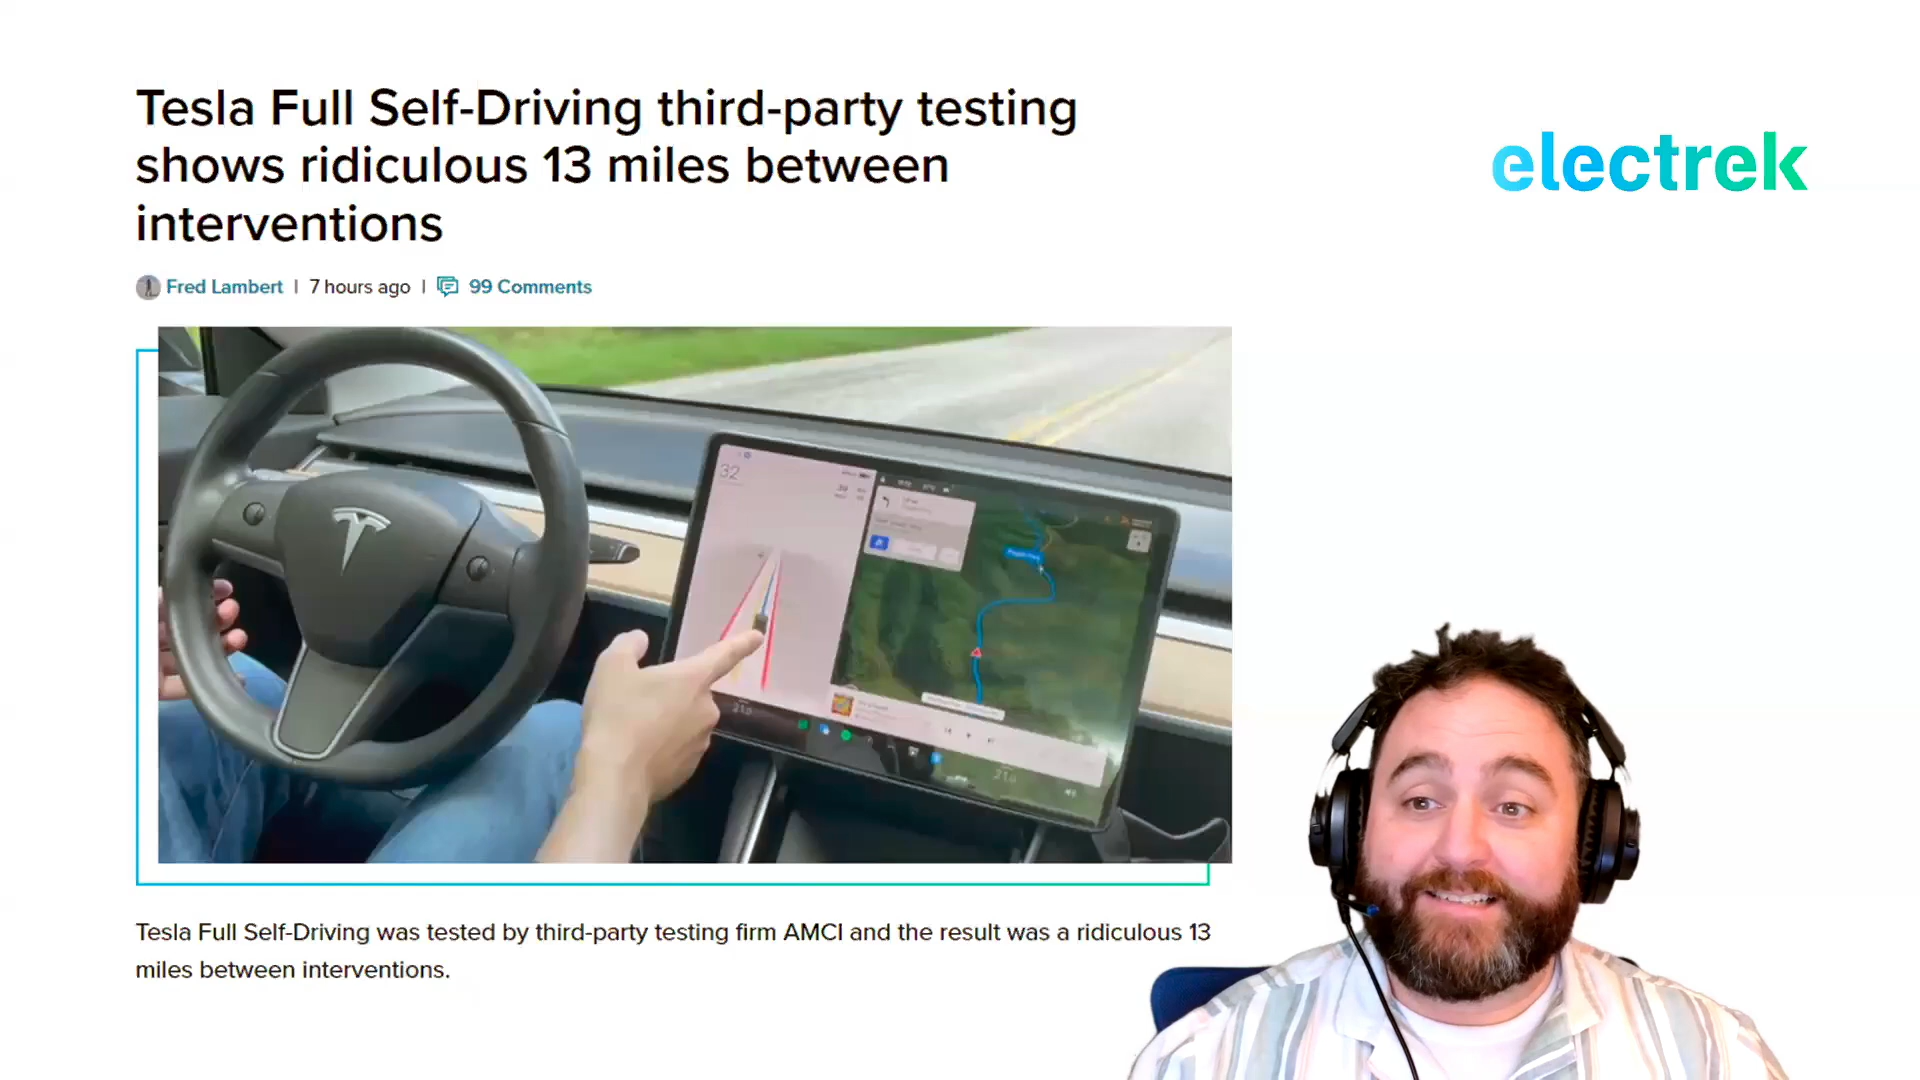 Tesla Full Self-Driving third-party testing
shows ridiculous 13 miles between
interventions
electrek
Fred Lambert | 7 hours ago | 99 Comments
32
Tesla Full Self-Driving was tested by third-party testing firm AMCI and the result was a ridiculous 13
miles between interventions.